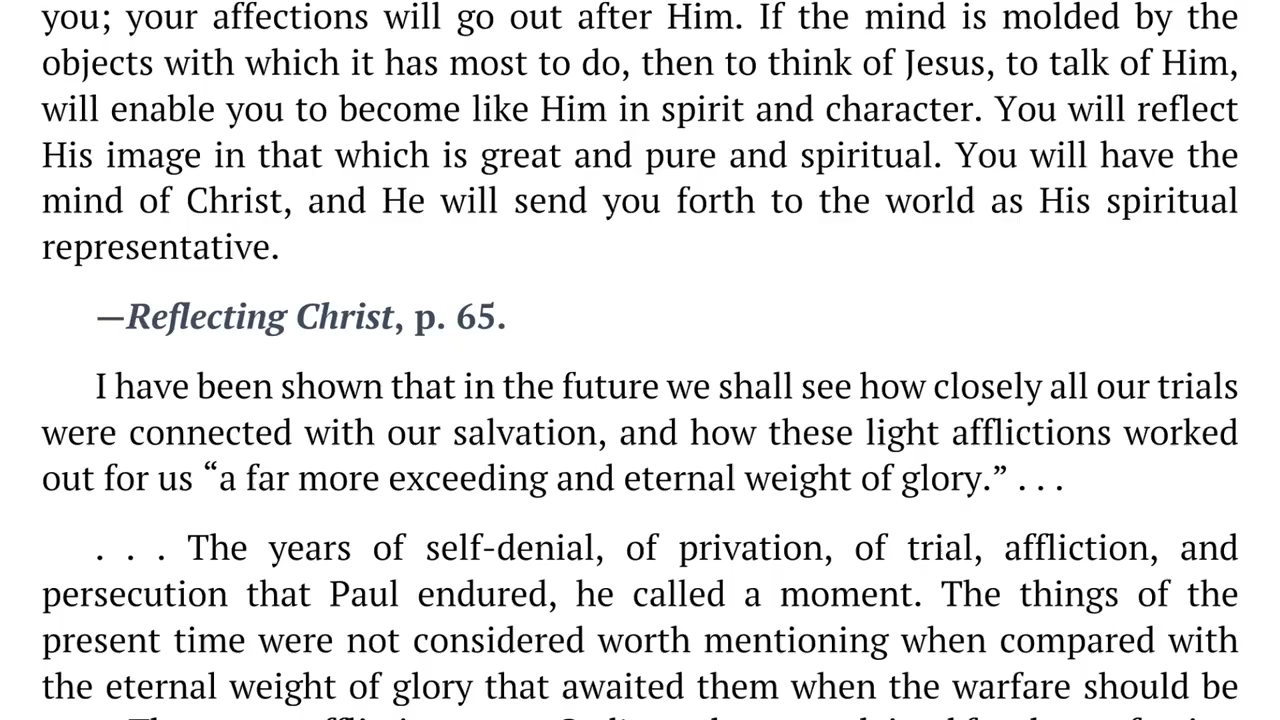 you; your affections will go out after Him. If the mind is molded by the
objects with which it has most to do, then to think of Jesus, to talk of Him,
will enable you to become like Him in spirit and character. You will reflect
His image in that which is great and pure and spiritual. You will have the
mind of Christ, and He will send you forth to the world as His spiritual
representative.
—Reflecting Christ, p. 65.
I have been shown that in the future we shall see how closely all our trials
were connected with our salvation, and how these light afflictions worked
out for us “a far more exceeding and eternal weight of glory.” . . .
. . . The years of self-denial, of privation, of trial, affliction, and
persecution that Paul endured, he called a moment. The things of the
present time were not considered worth mentioning when compared with
the eternal weight of glory that awaited them when the warfare should be